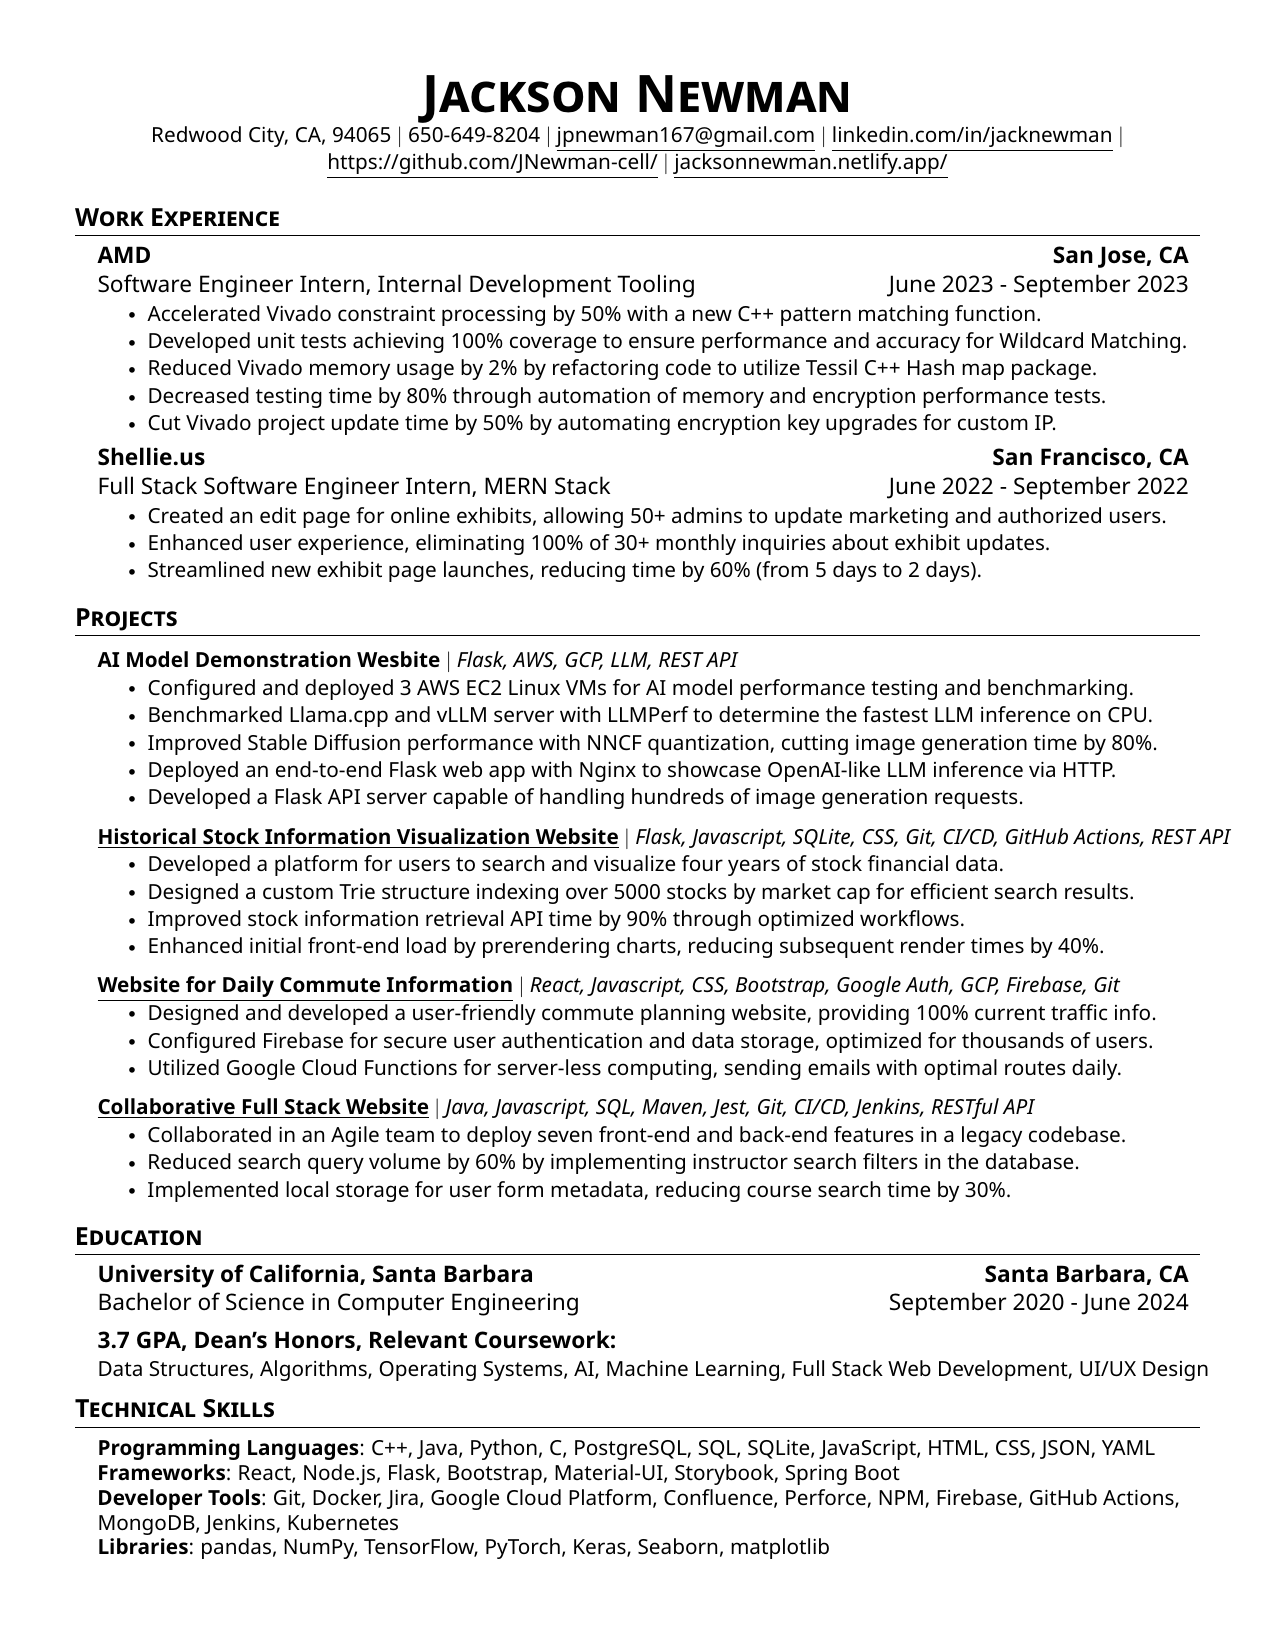 Jackson Newman
Redwood City, CA, 94065 | 650-649-8204 | jpnewman167@gmail.com | linkedin.com/in/jacknewman |
https://github.com/JNewman-cell/ | jacksonnewman.netlify.app/
Work Experience
AMD San Jose, CA
Software Engineer Intern, Internal Development Tooling June 2023 - September 2023
• Accelerated Vivado constraint processing by 50% with a new C++ pattern matching function.
• Developed unit tests achieving 100% coverage to ensure performance and accuracy for Wildcard Matching.
• Reduced Vivado memory usage by 2% by refactoring code to utilize Tessil C++ Hash map package.
• Decreased testing time by 80% through automation of memory and encryption performance tests.
• Cut Vivado project update time by 50% by automating encryption key upgrades for custom IP.
Shellie.us San Francisco, CA
Full Stack Software Engineer Intern, MERN Stack June 2022 - September 2022
• Created an edit page for online exhibits, allowing 50+ admins to update marketing and authorized users.
• Enhanced user experience, eliminating 100% of 30+ monthly inquiries about exhibit updates.
• Streamlined new exhibit page launches, reducing time by 60% (from 5 days to 2 days).
Projects
AI Model Demonstration Wesbite | Flask, AWS, GCP, LLM, REST API
• Configured and deployed 3 AWS EC2 Linux VMs for AI model performance testing and benchmarking.
• Benchmarked Llama.cpp and vLLM server with LLMPerf to determine the fastest LLM inference on CPU.
• Improved Stable Diffusion performance with NNCF quantization, cutting image generation time by 80%.
• Deployed an end-to-end Flask web app with Nginx to showcase OpenAI-like LLM inference via HTTP.
• Developed a Flask API server capable of handling hundreds of image generation requests.
Historical Stock Information Visualization Website | Flask, Javascript, SQLite, CSS, Git, CI/CD, GitHub Actions, REST API
• Developed a platform for users to search and visualize four years of stock financial data.
• Designed a custom Trie structure indexing over 5000 stocks by market cap for efficient search results.
• Improved stock information retrieval API time by 90% through optimized workflows.
• Enhanced initial front-end load by prerendering charts, reducing subsequent render times by 40%.
Website for Daily Commute Information | React, Javascript, CSS, Bootstrap, Google Auth, GCP, Firebase, Git
• Designed and developed a user-friendly commute planning website, providing 100% current traffic info.
• Configured Firebase for secure user authentication and data storage, optimized for thousands of users.
• Utilized Google Cloud Functions for server-less computing, sending emails with optimal routes daily.
Collaborative Full Stack Website | Java, Javascript, SQL, Maven, Jest, Git, CI/CD, Jenkins, RESTful API
• Collaborated in an Agile team to deploy seven front-end and back-end features in a legacy codebase.
• Reduced search query volume by 60% by implementing instructor search filters in the database.
• Implemented local storage for user form metadata, reducing course search time by 30%.
Education
University of California, Santa Barbara Santa Barbara, CA
Bachelor of Science in Computer Engineering September 2020 - June 2024
3.7 GPA, Dean’s Honors, Relevant Coursework:
Data Structures, Algorithms, Operating Systems, AI, Machine Learning, Full Stack Web Development, UI/UX Design
Technical Skills
Programming Languages: C++, Java, Python, C, PostgreSQL, SQL, SQLite, JavaScript, HTML, CSS, JSON, YAML
Frameworks: React, Node.js, Flask, Bootstrap, Material-UI, Storybook, Spring Boot
Developer Tools: Git, Docker, Jira, Google Cloud Platform, Confluence, Perforce, NPM, Firebase, GitHub Actions,
MongoDB, Jenkins, Kubernetes
Libraries: pandas, NumPy, TensorFlow, PyTorch, Keras, Seaborn, matplotlib